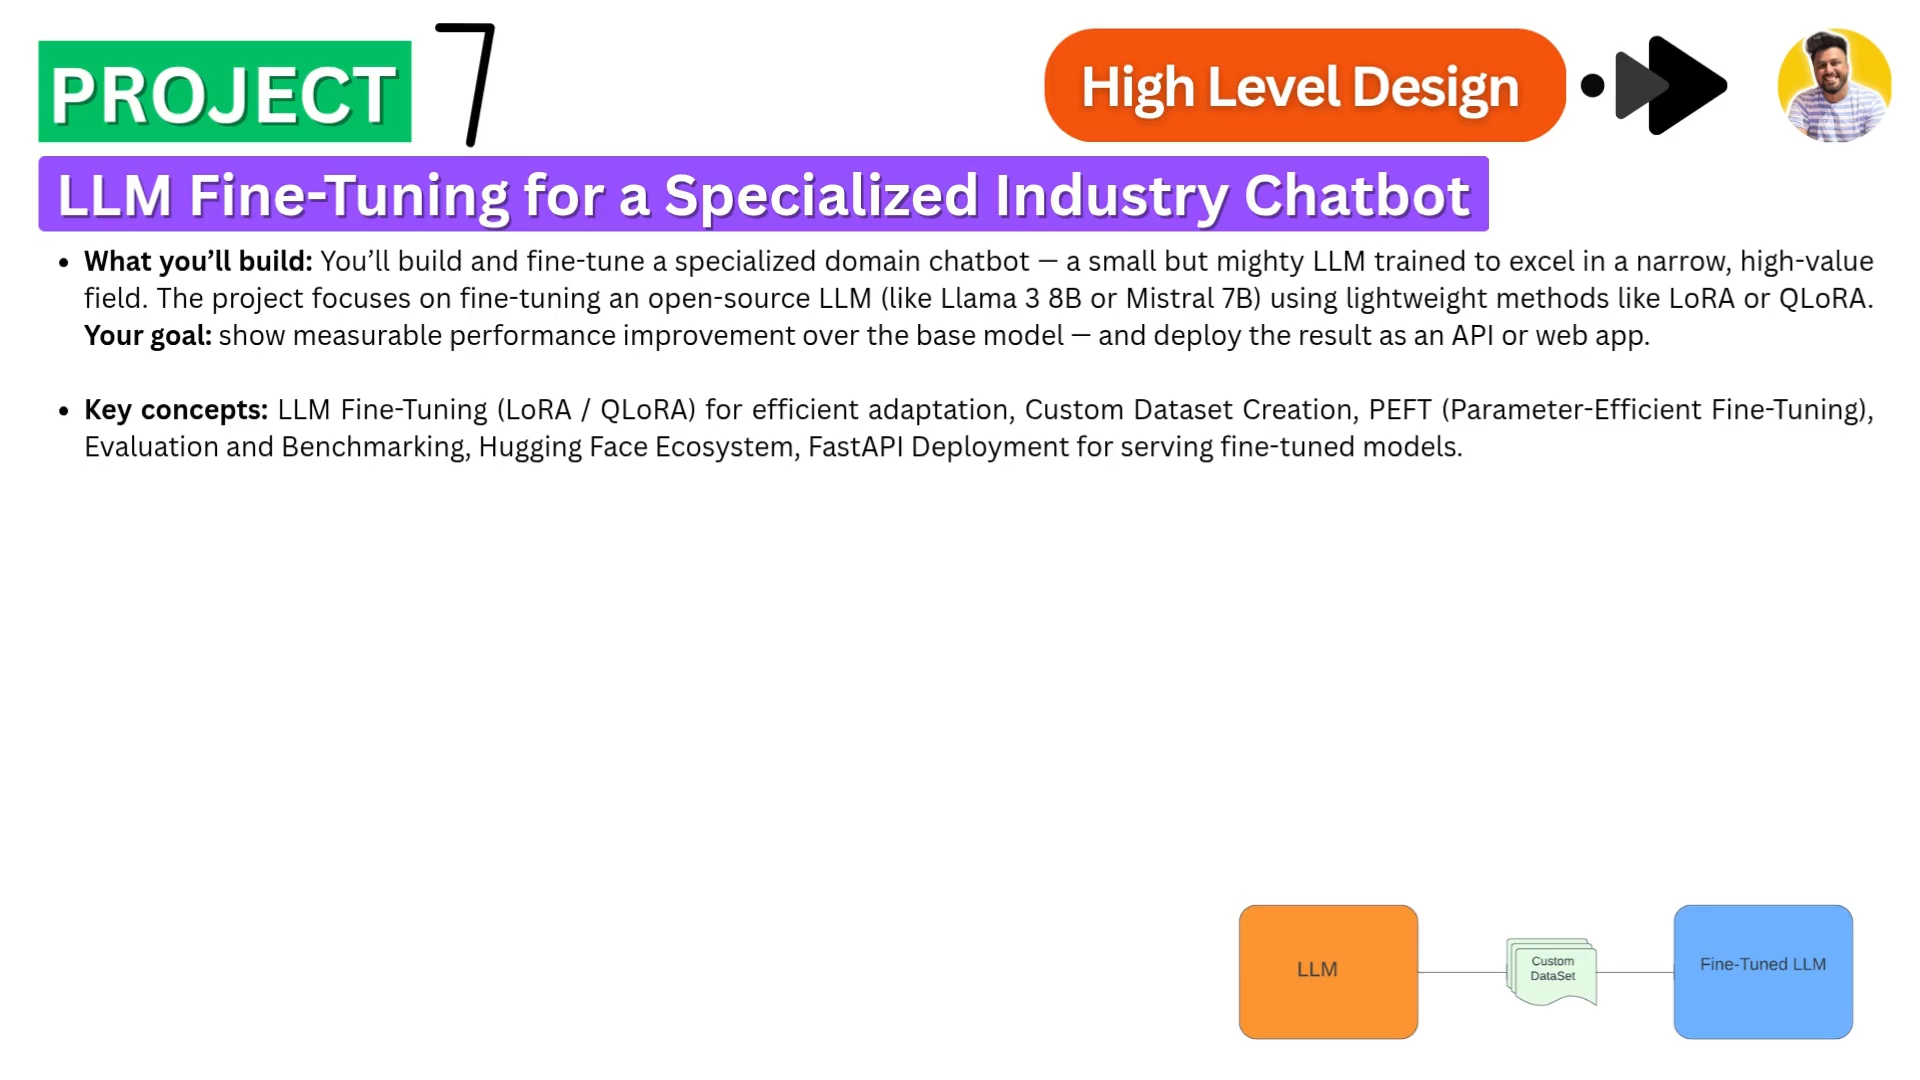 PROJECT 7
High Level Design
LLM Fine-Tuning for a Specialized Industry Chatbot
• What you’ll build: You’ll build and fine-tune a specialized domain chatbot — a small but mighty LLM trained to excel in a narrow, high-value
field. The project focuses on fine-tuning an open-source LLM (like Llama 3 8B or Mistral 7B) using lightweight methods like LoRA or QLoRA.
Your goal: show measurable performance improvement over the base model — and deploy the result as an API or web app.
• Key concepts: LLM Fine-Tuning (LoRA / QLoRA) for efficient adaptation, Custom Dataset Creation, PEFT (Parameter-Efficient Fine-Tuning),
Evaluation and Benchmarking, Hugging Face Ecosystem, FastAPI Deployment for serving fine-tuned models.
LLM
Custom
DataSet
Fine-Tuned LLM